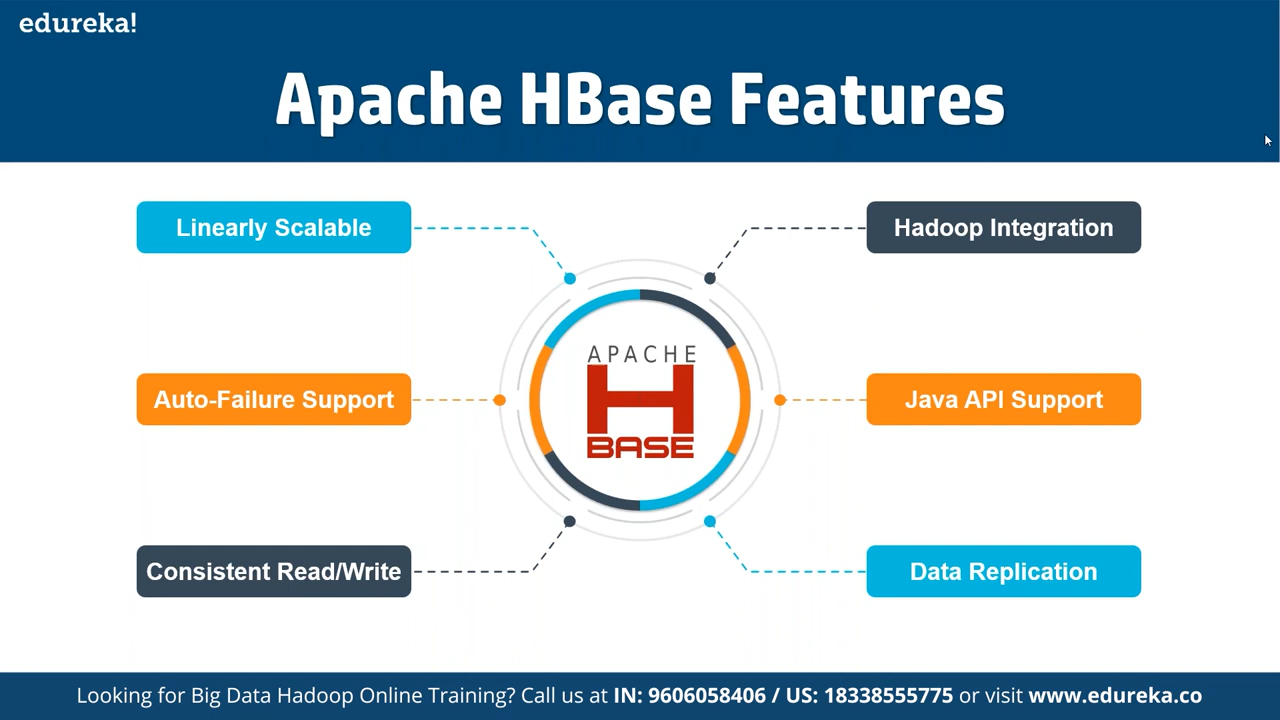 edureka!
Apache HBase Features
Linearly Scalable
Hadoop Integration
APACHE
H
BASE
Auto-Failure Support
Java API Support
Consistent Read/Write
Data Replication
Looking for Big Data Hadoop Online Training? Call us at IN: 9606058406 / US: 18338555775 or visit www.edureka.co